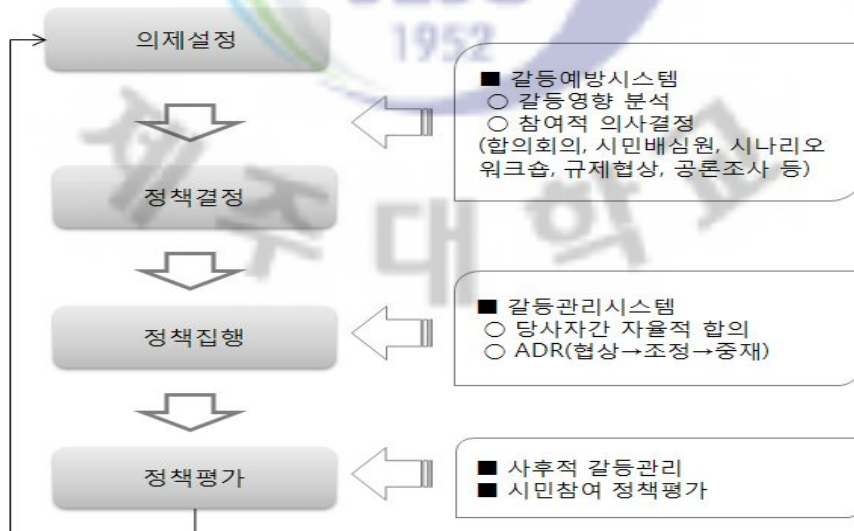 1952
제주대학교
의제설정
■ 갈등예방시스템
○ 갈등영향 분석
○ 참여적 의사결정
(합의회의, 시민배심원, 시나리오
워크숍, 규제협상, 공론조사 등)
정책결정
정책집행
■ 갈등관리시스템
○ 당사자간 자율적 합의
○ ADR(협상→조정→중재)
정책평가
■ 사후적 갈등관리
■ 시민참여 정책평가